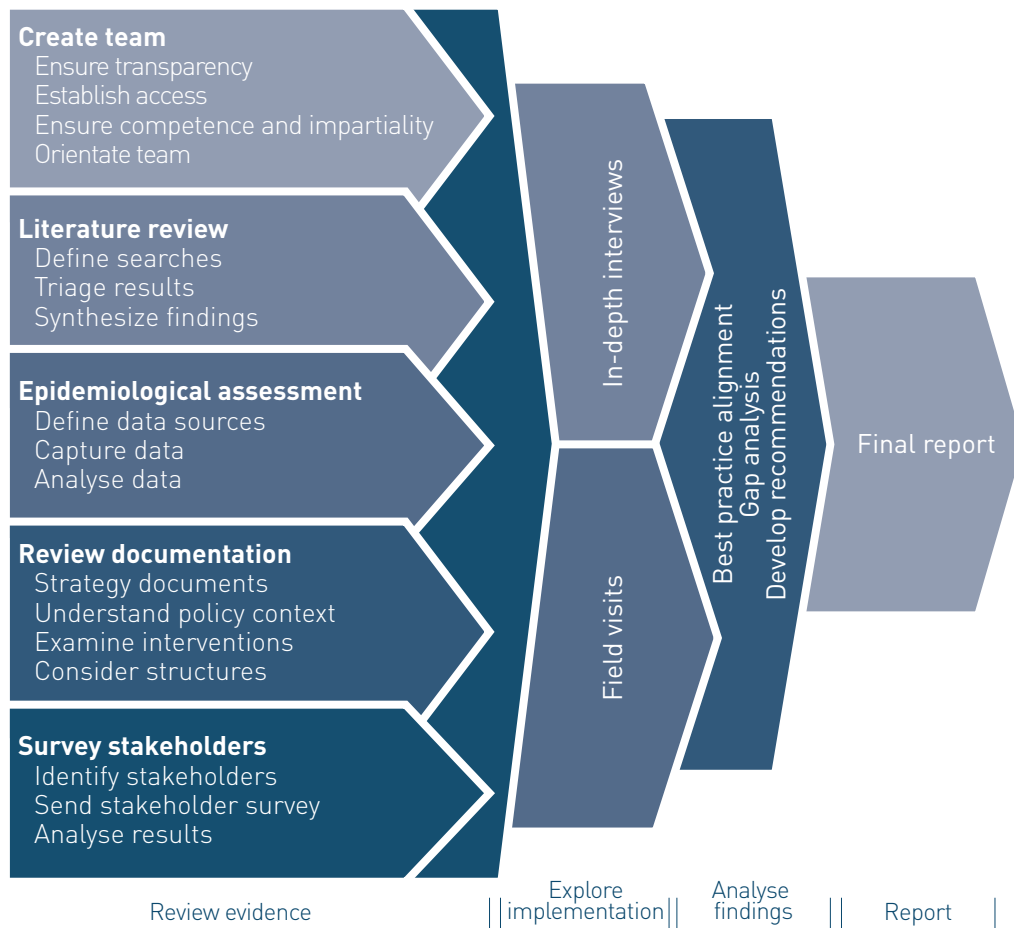 Create team
Ensure transparency
Establish access
Ensure competence and impartiality
Orientate team
Literature review
Define searches
Triage results
Synthesize findings
Epidemiological assessment
Define data sources
Capture data
Analyse data
Review documentation
Strategy documents
Understand policy context
Examine interventions
Consider structures
Survey stakeholders
Identify stakeholders
Send stakeholder survey
Analyse results
In-depth interviews
Field visits
Best practice alignment
Gap analysis
Develop recommendations
Final report
Review evidence
Explore
implementation
Analyse
findings
Report